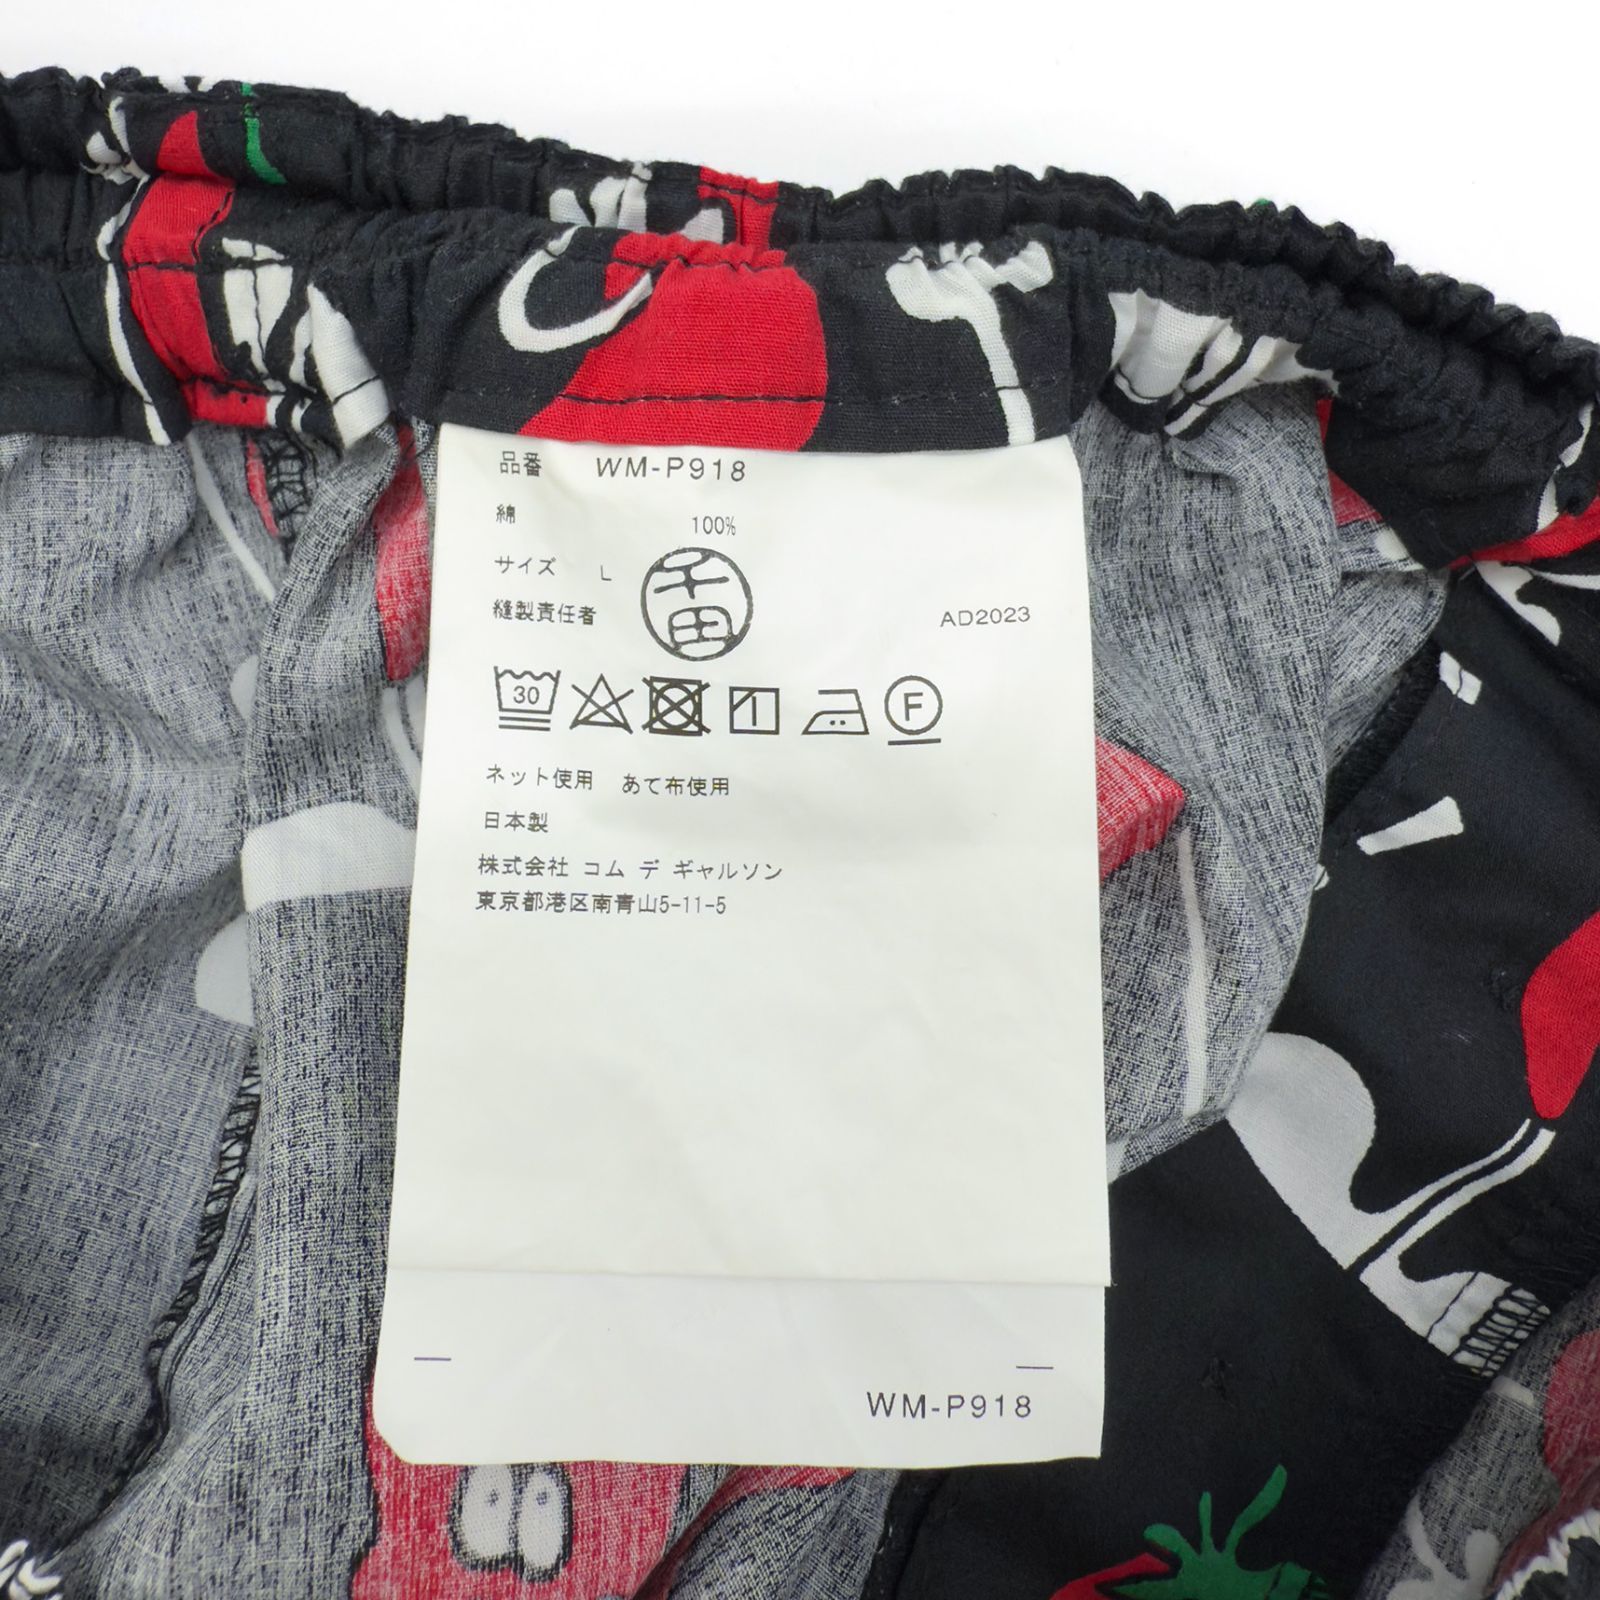 品番 WM-P918
綿 100%
サイズ L
千田
縫製責任者 AD2023
30 F
ネット使用 あて布使用
日本製
株式会社 コム デ ギャルソン
東京都港区南青山5-11-5
WM-P918